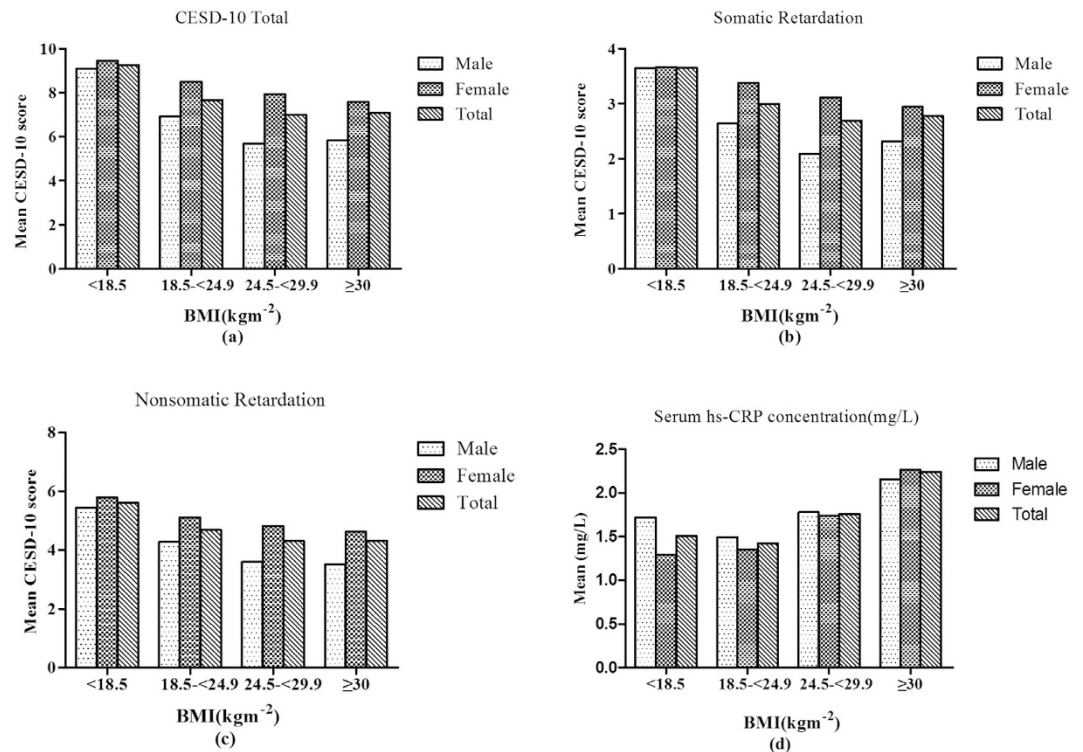 CESD-10 Total
Mean CESD-10 score
10
8
6
4
2
0
<18.5
18.5-<24.9
24.5-<29.9
≥30
BMI(kgm⁻²)
(a)
Male
Female
Total
Somatic Retardation
Mean CESD-10 score
4
3
2
1
0
<18.5
18.5-<24.9
24.5-<29.9
≥30
BMI(kgm⁻²)
(b)
Male
Female
Total
Nonsomatic Retardation
Mean CESD-10 score
8
6
4
2
0
<18.5
18.5-<24.9
24.5-<29.9
≥30
BMI(kgm⁻²)
(c)
Male
Female
Total
Serum hs-CRP concentration(mg/L)
Mean (mg/L)
2.5
2.0
1.5
1.0
0.5
0.0
<18.5
18.5-<24.9
24.5-<29.9
≥30
BMI(kgm⁻²)
(d)
Male
Female
Total